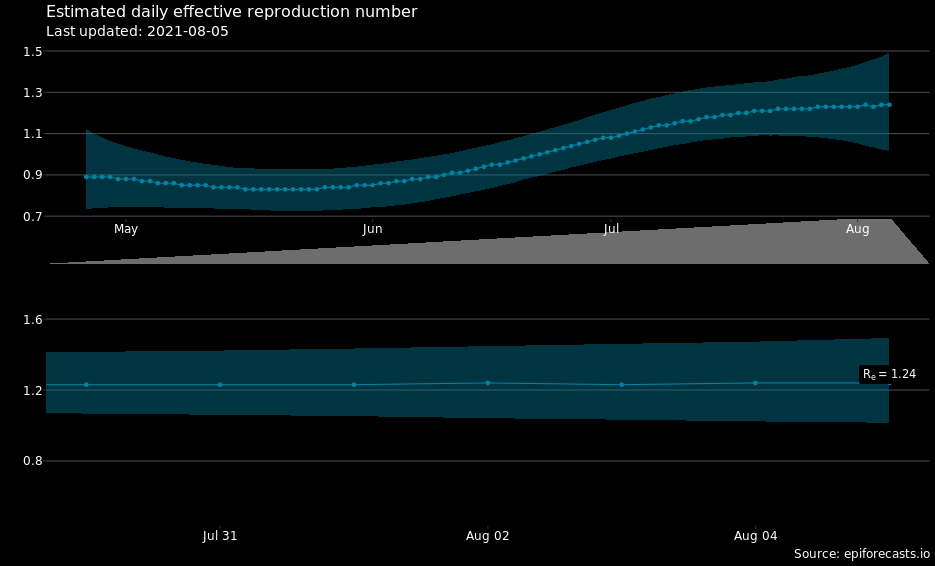 Estimated daily effective reproduction number
Last updated: 2021-08-05
1.5
1.3
1.1
0.9
0.7
May Jun Jul Aug
1.6
Re = 1.24
1.2
0.8
Jul 31 Aug 02 Aug 04
Source: epiforecasts.io